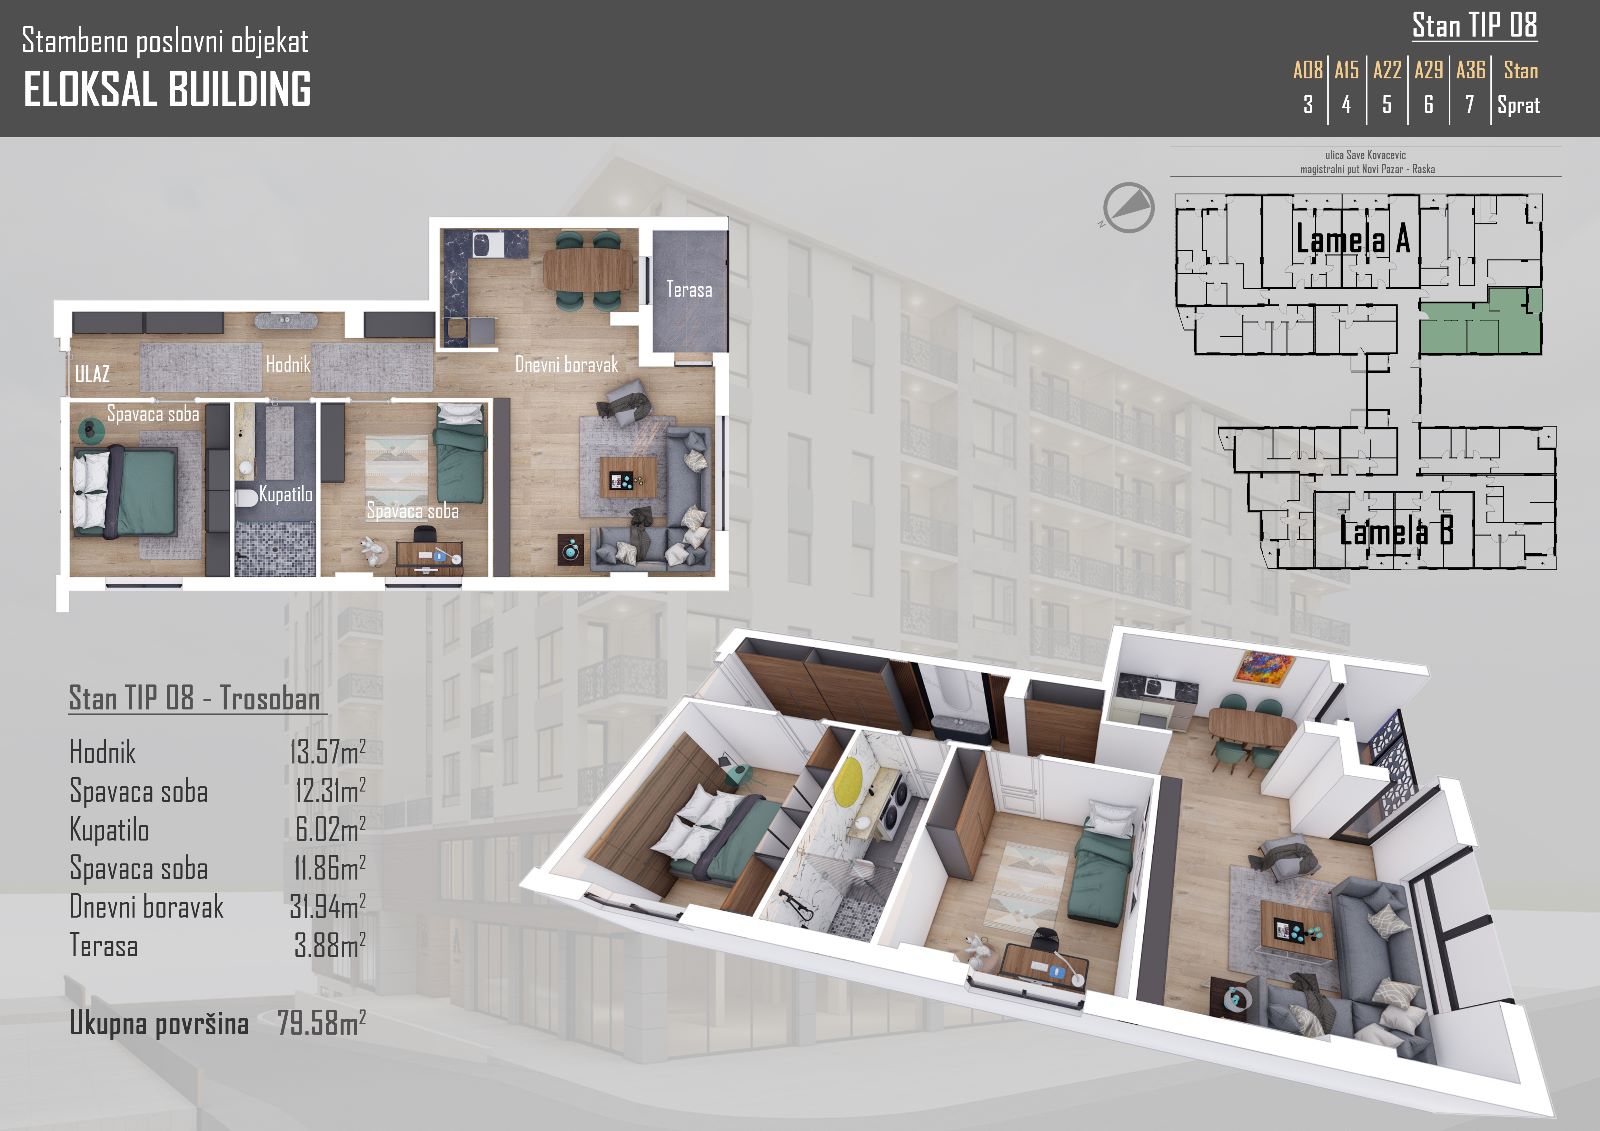 Stambeno poslovni objekat
ELOKSAL BUILDING
Stan TIP 08
A08 A15 A22 A29 A36 Stan
3 4 5 6 7 Sprat
ulica Save Kovacevic
magistralni put Novi Pazar - Raska
N
Lamela A
Lamela B
Terasa
Hodnik
Dnevni boravak
ULAZ
Spavaca soba
Kupatilo
Spavaca soba
Stan TIP 08 - Trosoban
Hodnik 13.57m²
Spavaca soba 12.31m²
Kupatilo 6.02m²
Spavaca soba 11.86m²
Dnevni boravak 31.94m²
Terasa 3.88m²
Ukupna površina 79.58m²